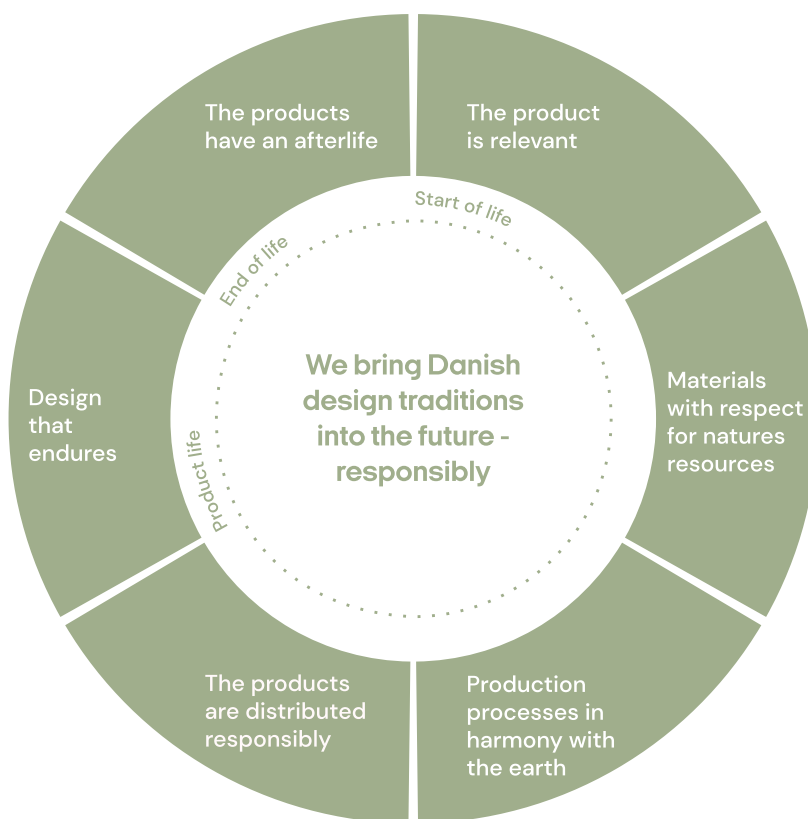 The products
have an afterlife
The product
is relevant
Start of life
End of life
We bring Danish
design traditions
into the future -
responsibly
Design
that
endures
Materials
with respect
for natures
resources
Product life
The products
are distributed
responsibly
Production
processes in
harmony with
the earth